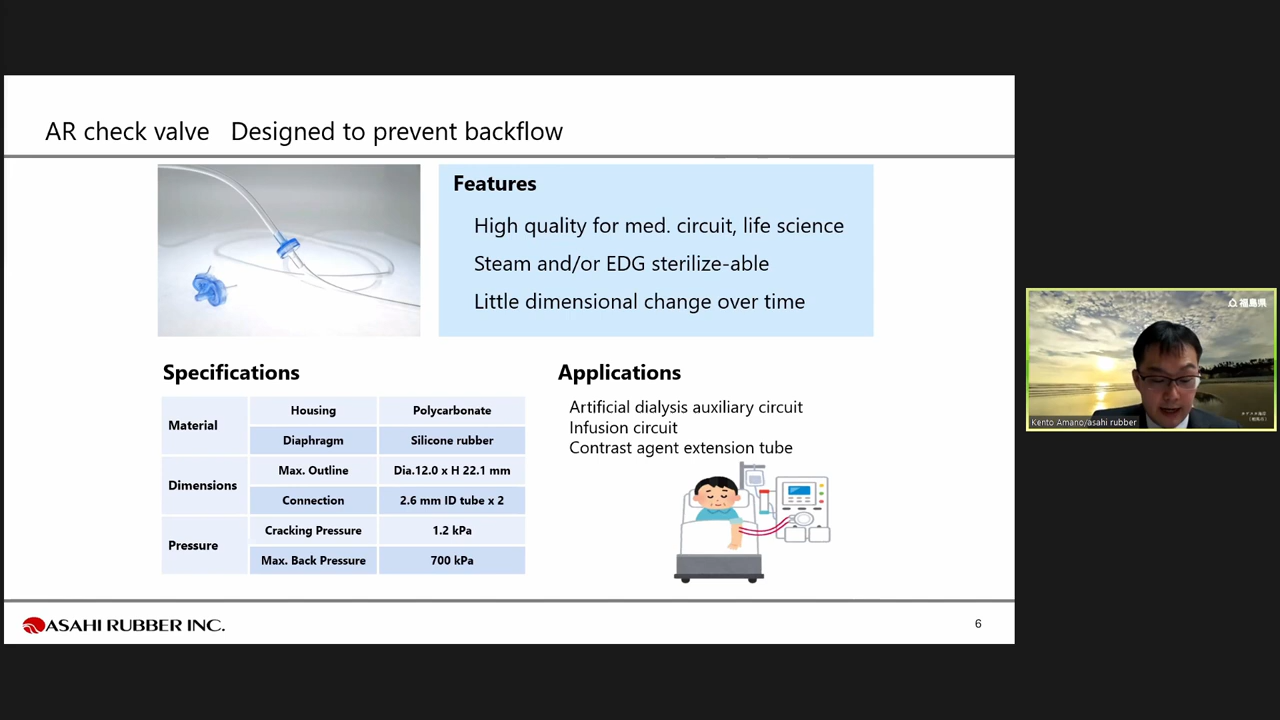 AR check valve Designed to prevent backflow
Features
High quality for med. circuit, life science
Steam and/or EDG sterilize-able
Little dimensional change over time
Specifications
Material
Housing
Polycarbonate
Diaphragm
Silicone rubber
Dimensions
Max. Outline
Dia.12.0 x H 22.1 mm
Connection
2.6 mm ID tube x 2
Pressure
Cracking Pressure
1.2 kPa
Max. Back Pressure
700 kPa
Applications
Artificial dialysis auxiliary circuit
Infusion circuit
Contrast agent extension tube
ASAHI RUBBER INC.
6
福島県
Kento Amano/asahi rubber